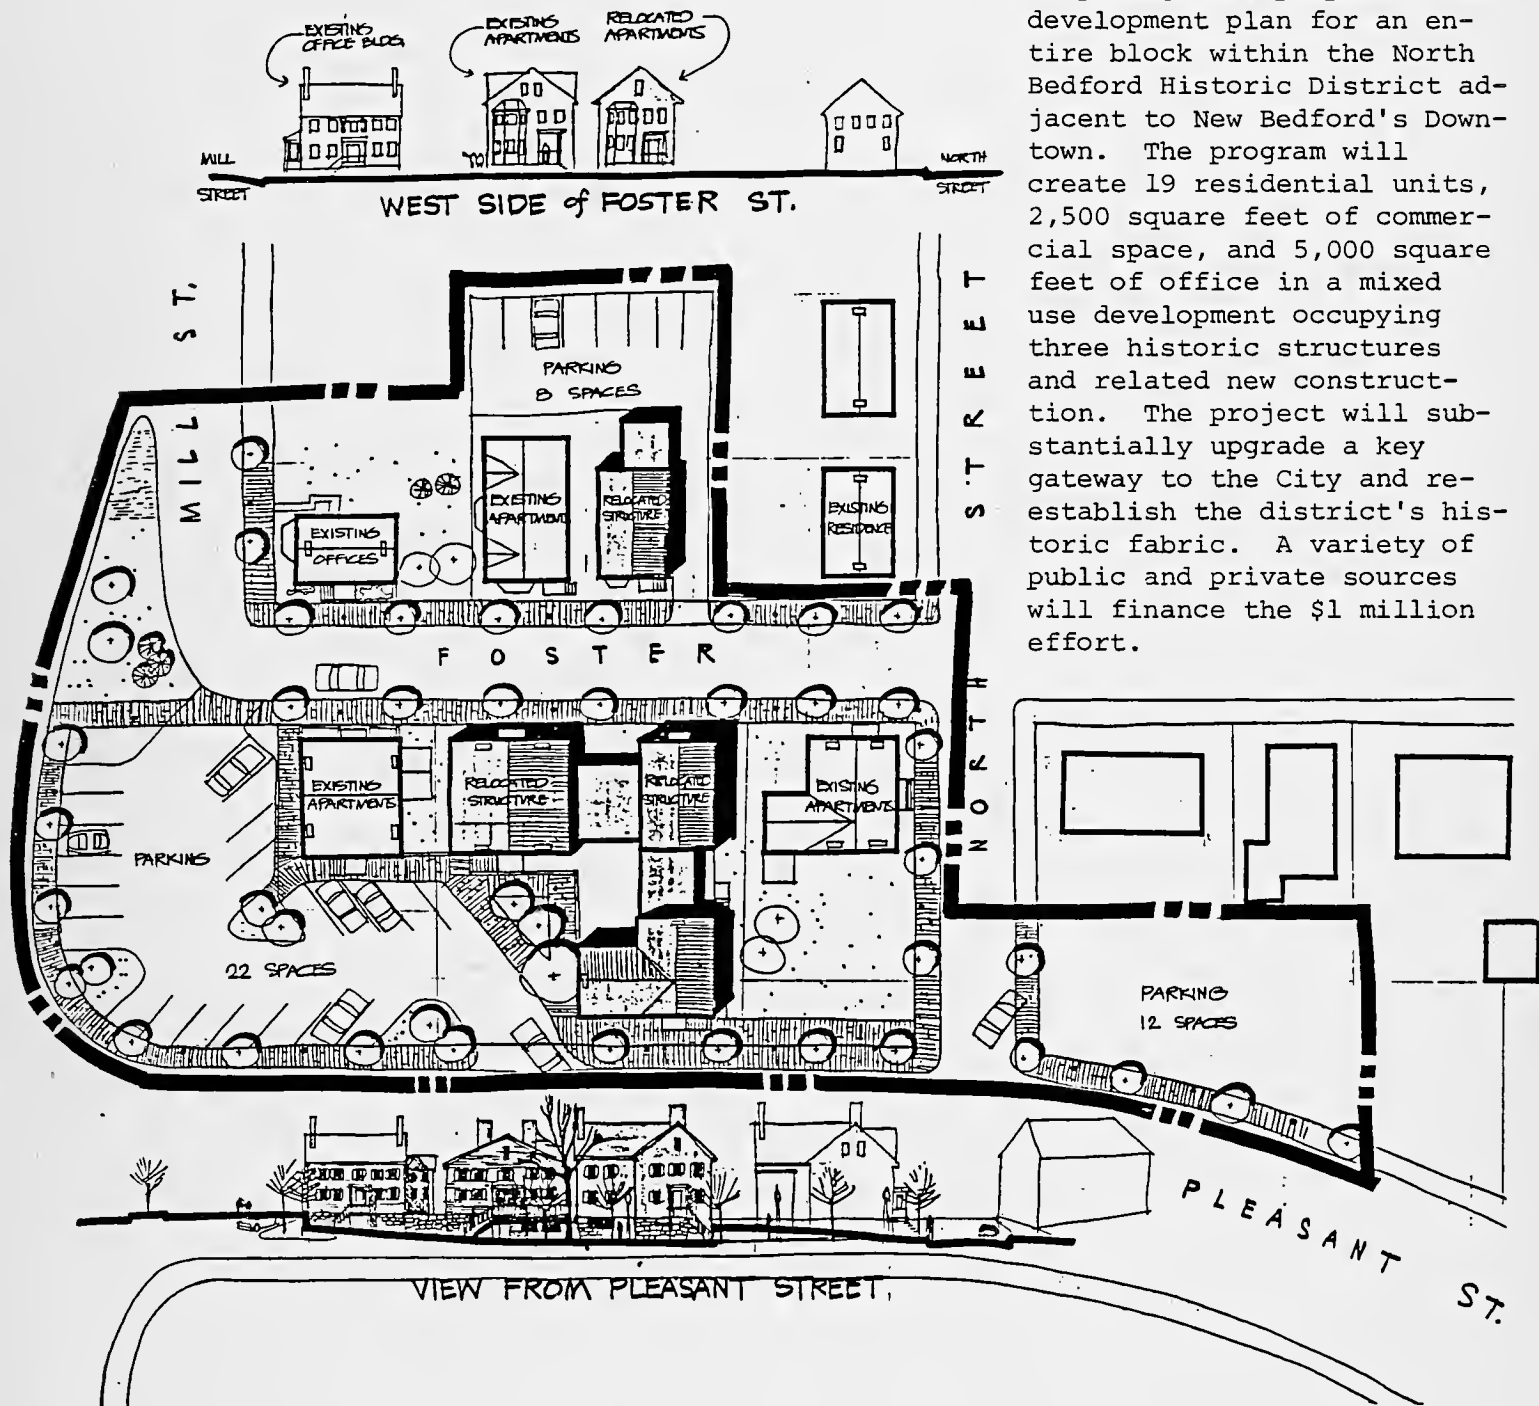 EXISTING
OFFICE BLDG.
EXISTING
APARTMENTS
RELOCATED
APARTMENTS
MILL
STREET
NORTH
STREET
WEST SIDE of FOSTER ST.
development plan for an en-
tire block within the North
Bedford Historic District ad-
jacent to New Bedford's Down-
town. The program will
create 19 residential units,
2,500 square feet of commer-
cial space, and 5,000 square
feet of office in a mixed
use development occupying
three historic structures
and related new construct-
tion. The project will sub-
stantially upgrade a key
gateway to the City and re-
establish the district's his-
toric fabric. A variety of
public and private sources
will finance the $1 million
effort.
MILL ST.
NORTH STREET
PARKING
8 SPACES
EXISTING
APARTMENT
RELOCATED
STRUCTURE
EXISTING
OFFICES
EXISTING
RESIDENCE
FOSTER
EXISTING
APARTMENTS
RELOCATED
STRUCTURE
RELOCATED
STRUCTURE
EXISTING
APARTMENTS
PARKING
22 SPACES
PARKING
12 SPACES
PLEASANT ST.
VIEW FROM PLEASANT STREET.